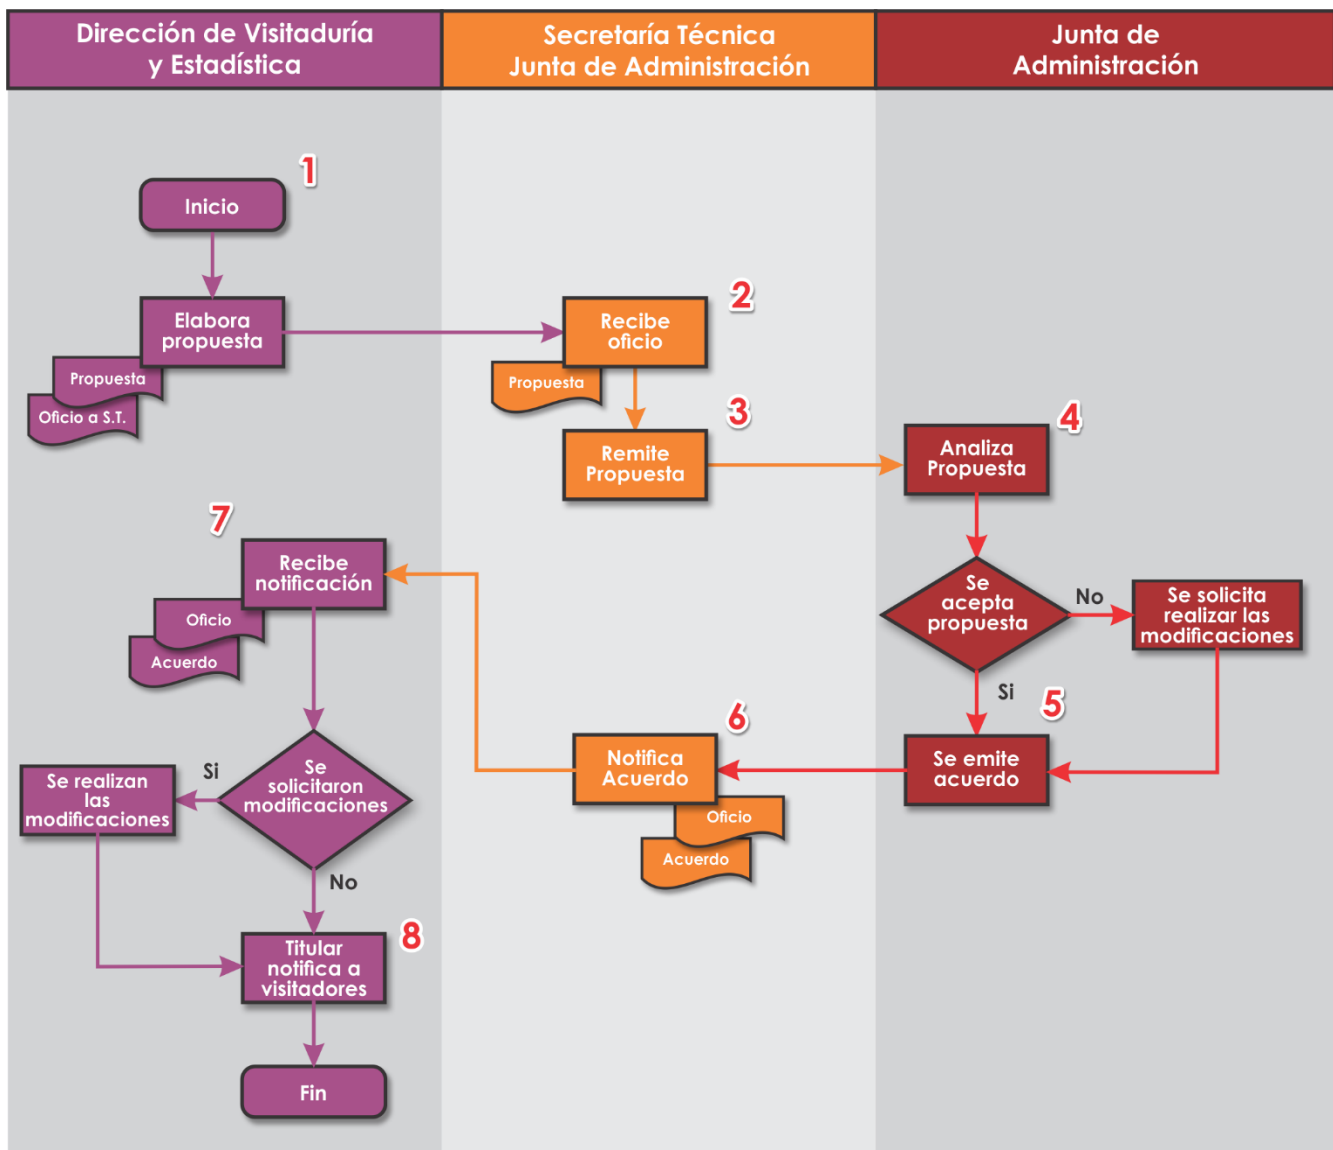 Dirección de Visitaduría
y Estadística
Secretaría Técnica
Junta de Administración
Junta de
Administración
1
Inicio
Elabora
propuesta
Propuesta
Oficio a S.T.
2
Recibe
oficio
Propuesta
3
Remite
Propuesta
4
Analiza
Propuesta
Se
acepta
propuesta
No
Se solicita
realizar las
modificaciones
Si
5
Se emite
acuerdo
6
Notifica
Acuerdo
Oficio
Acuerdo
7
Recibe
notificación
Oficio
Acuerdo
Se
solicitaron
modificaciones
Si
Se realizan
las
modificaciones
No
8
Titular
notifica a
visitadores
Fin